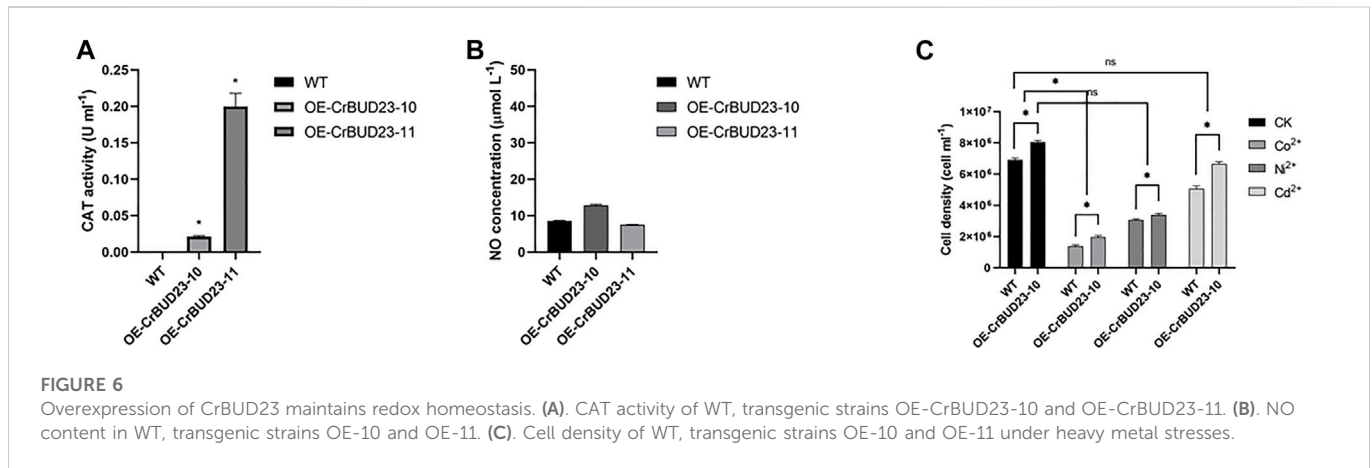 A
CAT activity (U ml⁻¹)
0.25
0.20
0.15
0.10
0.05
0.00
*
*
WT
OE-CrBUD23-10
OE-CrBUD23-11
WT
OE-CrBUD23-10
OE-CrBUD23-11
B
NO concentration (μmol L⁻¹)
50
40
30
20
10
0
WT
OE-CrBUD23-10
OE-CrBUD23-11
WT
OE-CrBUD23-10
OE-CrBUD23-11
C
Cell density (cell ml⁻¹)
1×10⁷
8×10⁶
6×10⁶
4×10⁶
2×10⁶
0
ns
*
ns
*
*
*
*
WT
OE-CrBUD23-10
WT
OE-CrBUD23-10
WT
OE-CrBUD23-10
WT
OE-CrBUD23-10
CK
Co²⁺
Ni²⁺
Cd²⁺
FIGURE 6
Overexpression of CrBUD23 maintains redox homeostasis. (A). CAT activity of WT, transgenic strains OE-CrBUD23-10 and OE-CrBUD23-11. (B). NO
content in WT, transgenic strains OE-10 and OE-11. (C). Cell density of WT, transgenic strains OE-10 and OE-11 under heavy metal stresses.